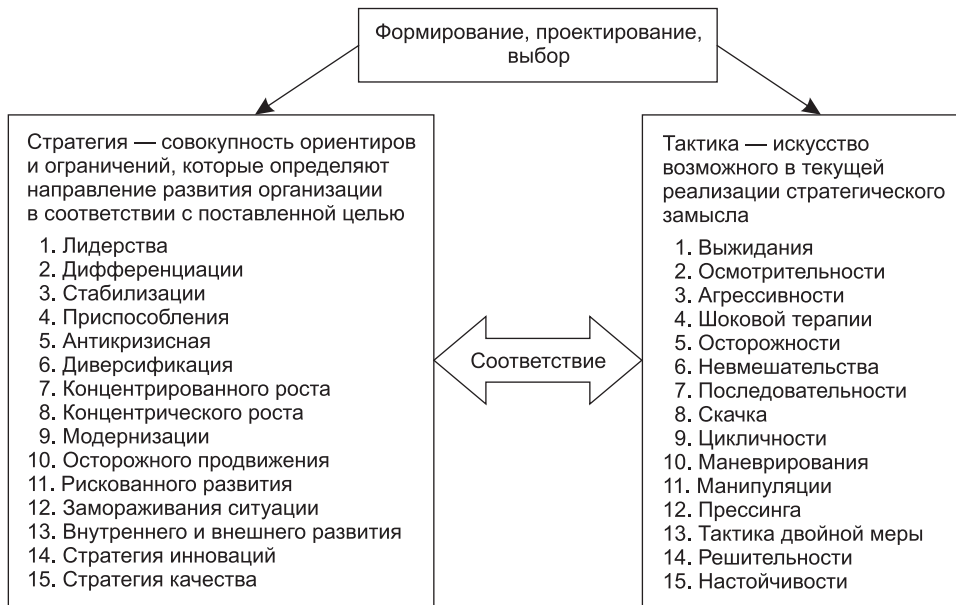 Формирование, проектирование,
выбор
Стратегия — совокупность ориентиров
и ограничений, которые определяют
направление развития организации
в соответствии с поставленной целью
1. Лидерства
2. Дифференциации
3. Стабилизации
4. Приспособления
5. Антикризисная
6. Диверсификация
7. Концентрированного роста
8. Концентрического роста
9. Модернизации
10. Осторожного продвижения
11. Рискованного развития
12. Замораживания ситуации
13. Внутреннего и внешнего развития
14. Стратегия инноваций
15. Стратегия качества
Соответствие
Тактика — искусство
возможного в текущей
реализации стратегического
замысла
1. Выжидания
2. Осмотрительности
3. Агрессивности
4. Шоковой терапии
5. Осторожности
6. Невмешательства
7. Последовательности
8. Скачка
9. Цикличности
10. Маневрирования
11. Манипуляции
12. Прессинга
13. Тактика двойной меры
14. Решительности
15. Настойчивости